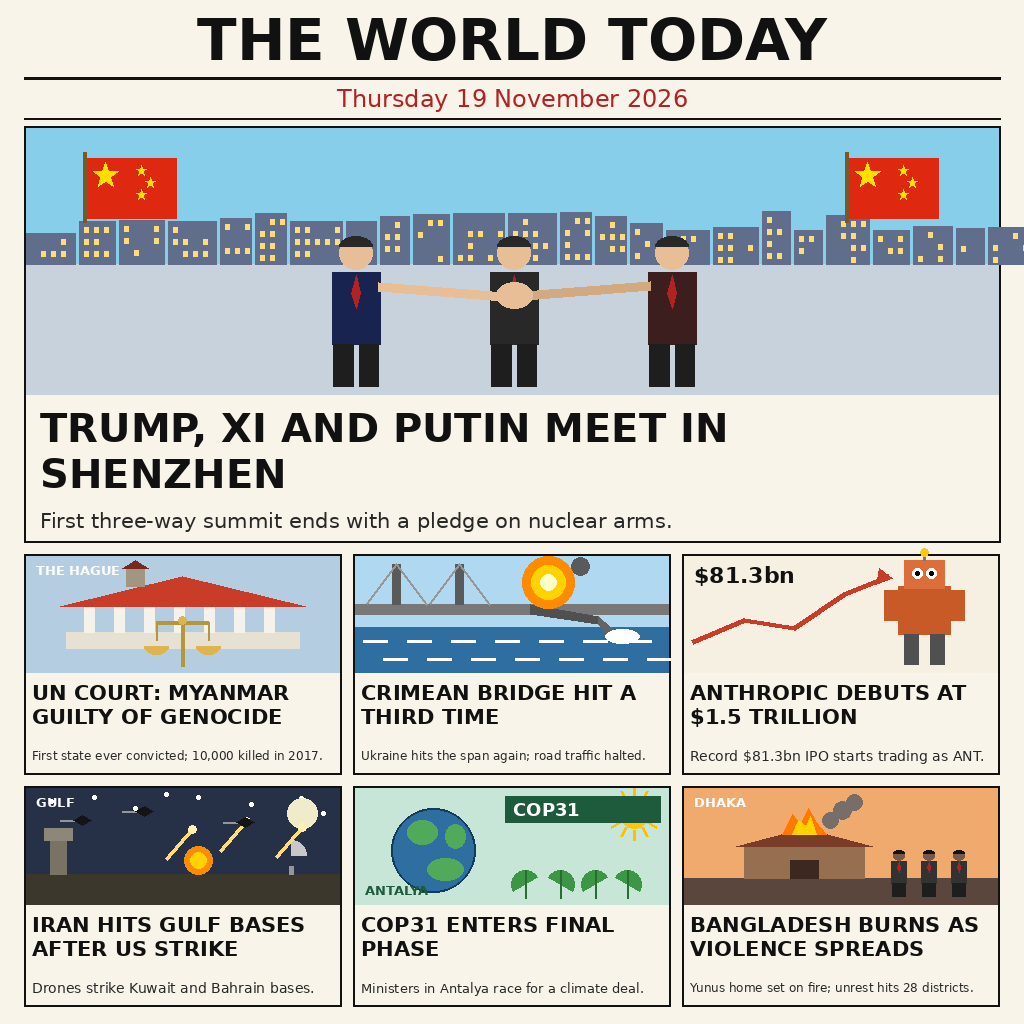 THE WORLD TODAY
Thursday 19 November 2026
TRUMP, XI AND PUTIN MEET IN
SHENZHEN
First three-way summit ends with a pledge on nuclear arms.
THE HAGUE
UN COURT: MYANMAR
GUILTY OF GENOCIDE
First state ever convicted; 10,000 killed in 2017.
CRIMEAN BRIDGE HIT A
THIRD TIME
Ukraine hits the span again; road traffic halted.
$81.3bn
ANTHROPIC DEBUTS AT
$1.5 TRILLION
Record $81.3bn IPO starts trading as ANT.
GULF
IRAN HITS GULF BASES
AFTER US STRIKE
Drones strike Kuwait and Bahrain bases.
COP31
ANTALYA
COP31 ENTERS FINAL
PHASE
Ministers in Antalya race for a climate deal.
DHAKA
BANGLADESH BURNS AS
VIOLENCE SPREADS
Yunus home set on fire; unrest hits 28 districts.